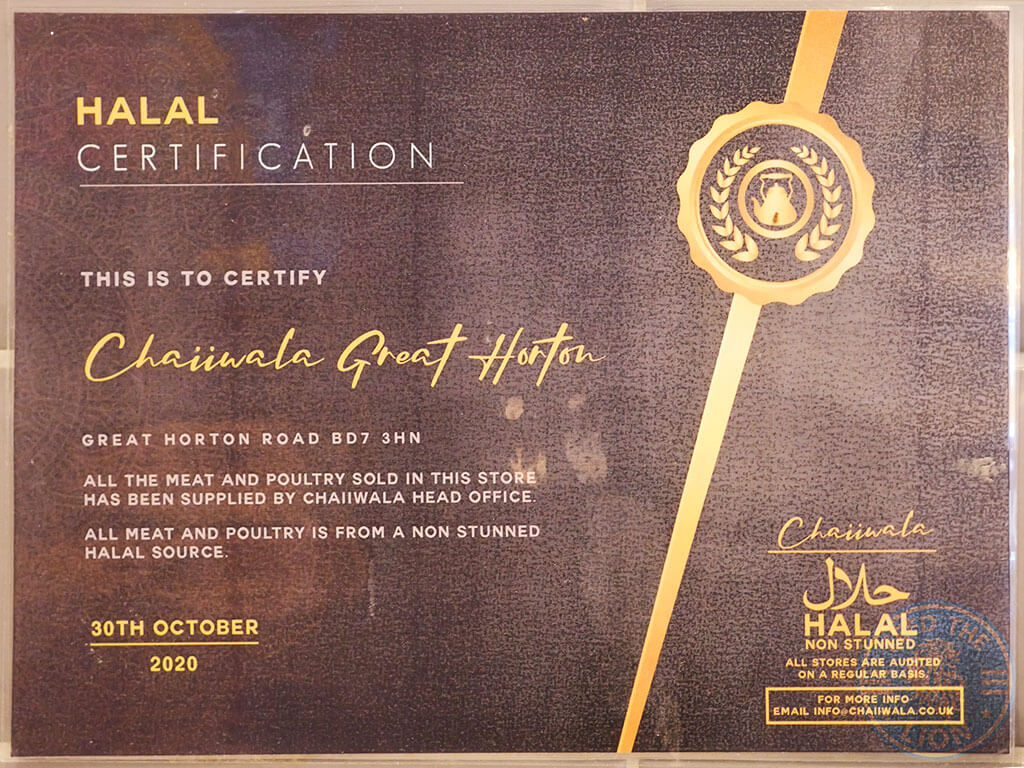 HALAL
CERTIFICATION
THIS IS TO CERTIFY
Chaiiwala Great Horton
GREAT HORTON ROAD BD7 3HN
ALL THE MEAT AND POULTRY SOLD IN THIS STORE
HAS BEEN SUPPLIED BY CHAIIWALA HEAD OFFICE.
ALL MEAT AND POULTRY IS FROM A NON STUNNED
HALAL SOURCE.
30TH OCTOBER
2020
Chaiiwala
حلال
HALAL
NON STUNNED
ALL STORES ARE AUDITED
ON A REGULAR BASIS.
FOR MORE INFO
EMAIL INFO@CHAIIWALA.CO.UK